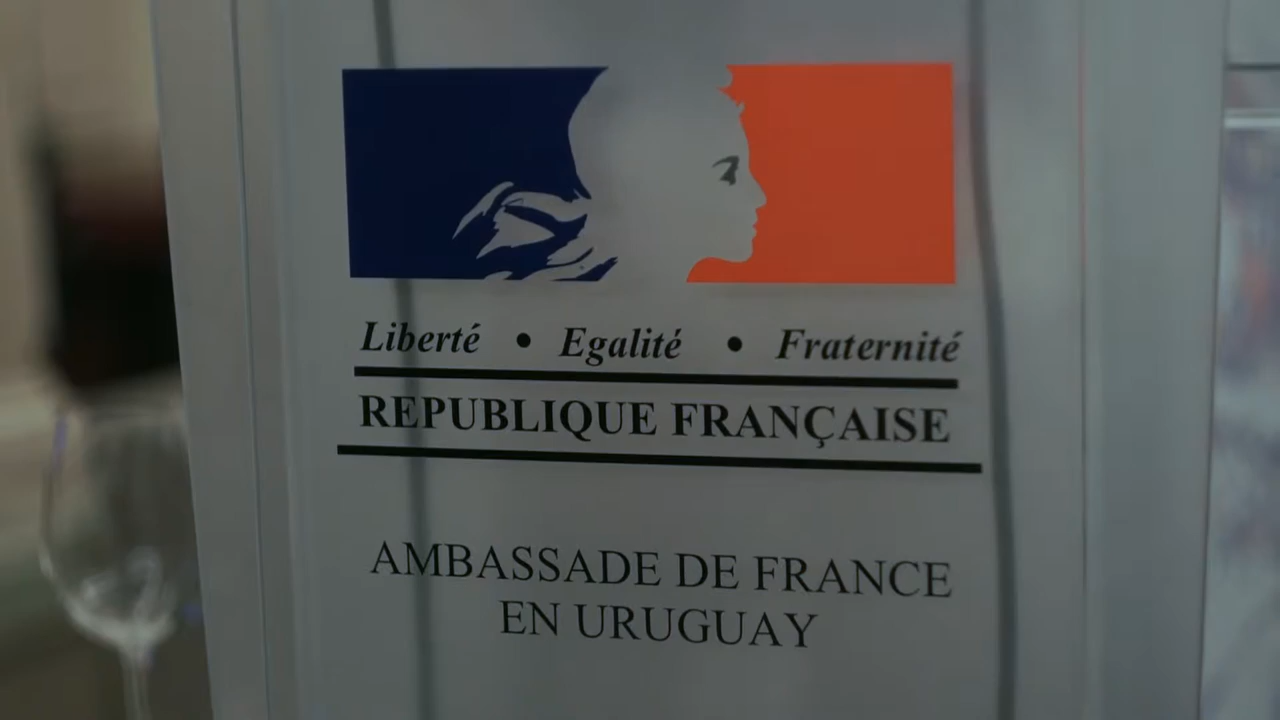 Liberté • Egalité • Fraternité
REPUBLIQUE FRANÇAISE
AMBASSADE DE FRANCE
EN URUGUAY